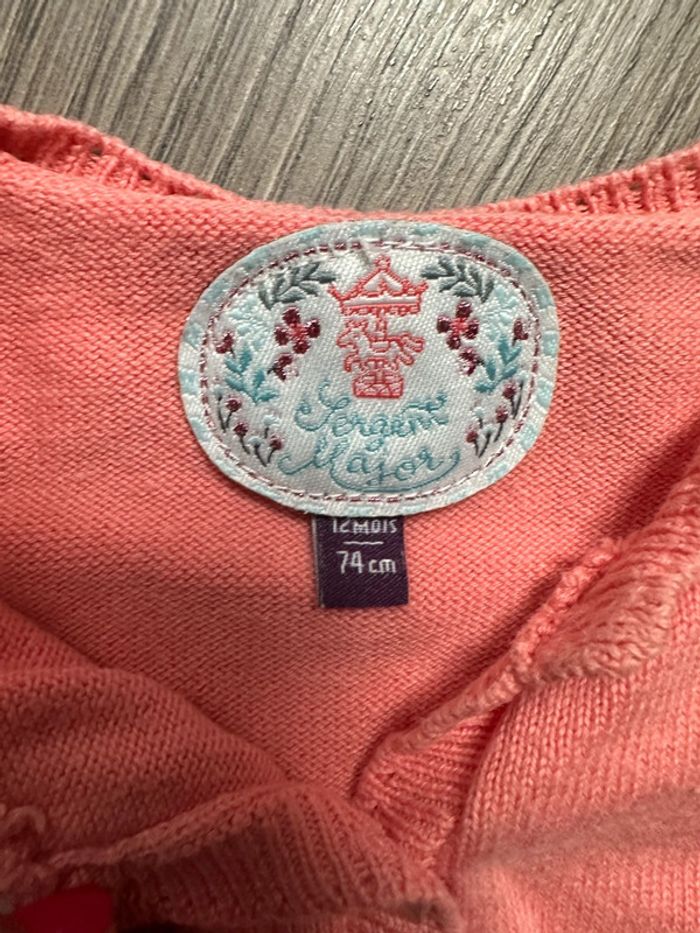 Sergent
Major
12 MOIS
74 cm